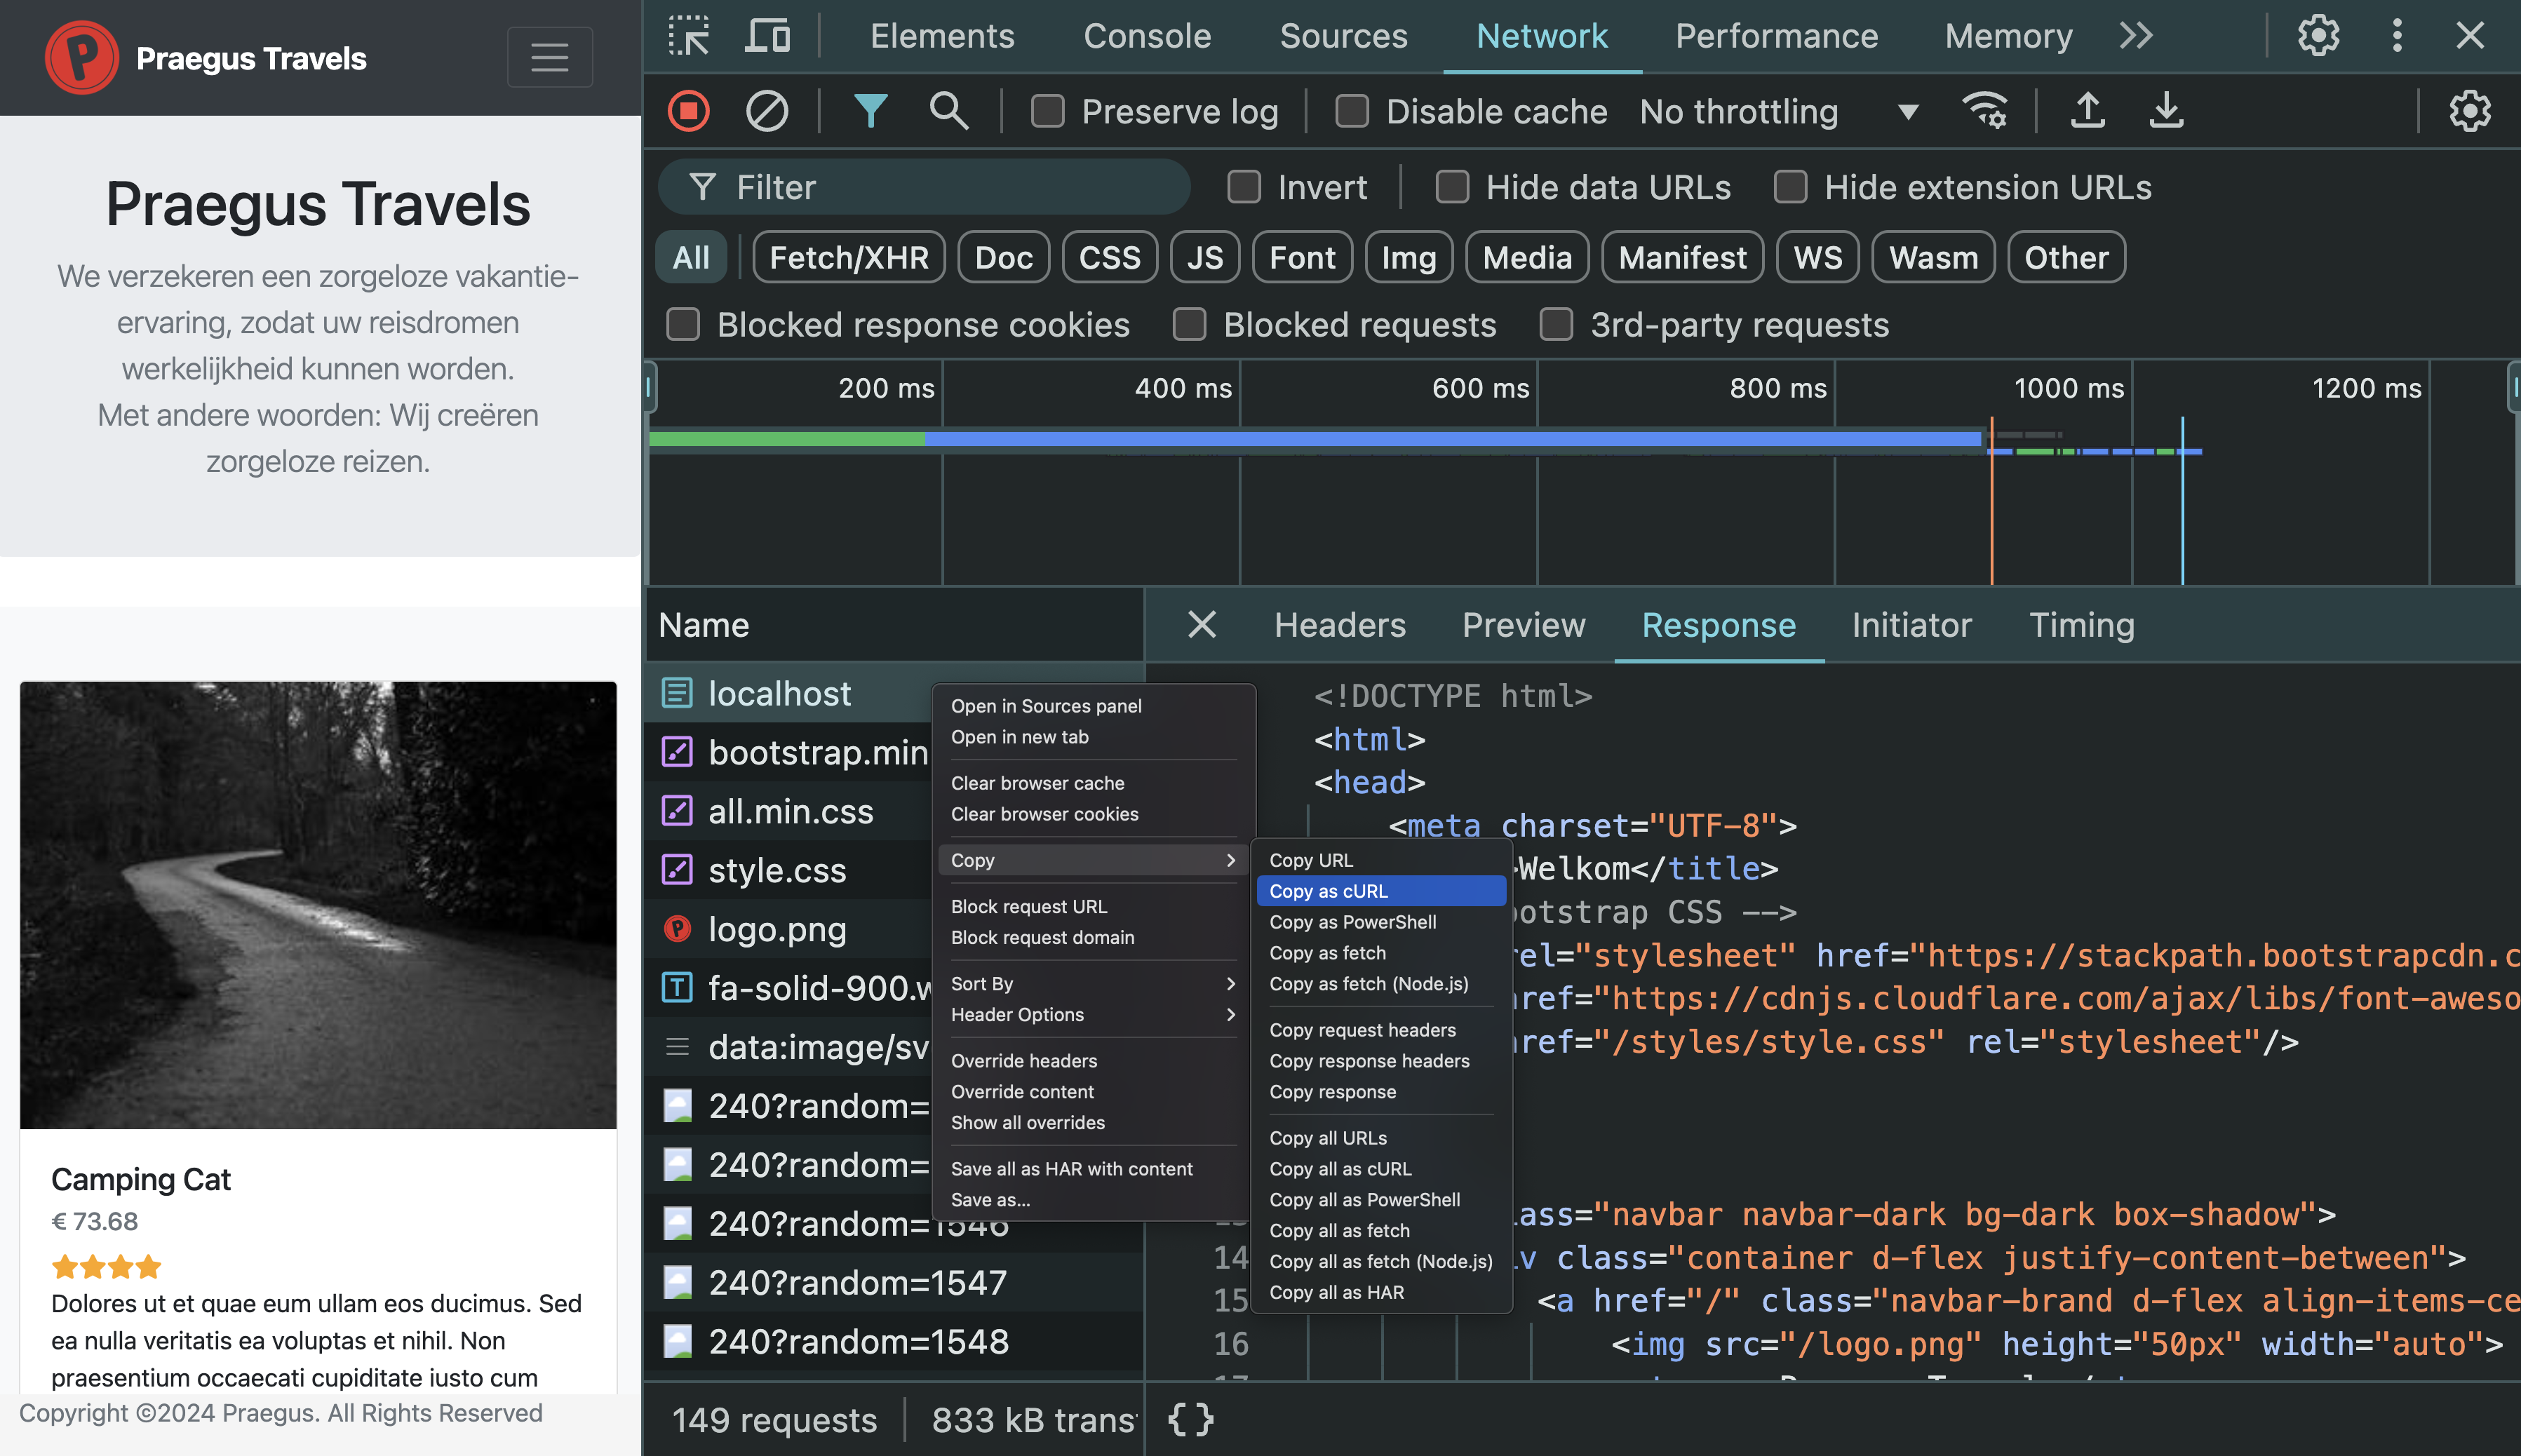 Praegus Travels
Praegus Travels
We verzekeren een zorgeloze vakantie-
ervaring, zodat uw reisdromen
werkelijkheid kunnen worden.
Met andere woorden: Wij creëren
zorgeloze reizen.
Camping Cat
€ 73.68
Dolores ut et quae eum ullam eos ducimus. Sed
ea nulla veritatis ea voluptas et nihil. Non
praesentium occaecati cupiditate iusto cum
Copyright ©2024 Praegus. All Rights Reserved
Elements Console Sources Network Performance Memory
Preserve log Disable cache No throttling
Filter Invert Hide data URLs Hide extension URLs
All Fetch/XHR Doc CSS JS Font Img Media Manifest WS Wasm Other
Blocked response cookies Blocked requests 3rd-party requests
200 ms 400 ms 600 ms 800 ms 1000 ms 1200 ms
Name
localhost
bootstrap.min
all.min.css
style.css
logo.png
fa-solid-900.w
data:image/sv
240?random=
240?random=
240?random=1546
240?random=1547
240?random=1548
149 requests 833 kB trans
Open in Sources panel
Open in new tab
Clear browser cache
Clear browser cookies
Copy
Block request URL
Block request domain
Sort By
Header Options
Override headers
Override content
Show all overrides
Save all as HAR with content
Save as...
Copy URL
Copy as cURL
Copy as PowerShell
Copy as fetch
Copy as fetch (Node.js)
Copy request headers
Copy response headers
Copy response
Copy all URLs
Copy all as cURL
Copy all as PowerShell
Copy all as fetch
Copy all as fetch (Node.js)
Copy all as HAR
Headers Preview Response Initiator Timing
<!DOCTYPE html>
<html>
<head>
<meta charset="UTF-8">
>Welkom</title>
ootstrap CSS -->
rel="stylesheet" href="https://stackpath.bootstrapcdn.c
href="https://cdnjs.cloudflare.com/ajax/libs/font-aweso
href="/styles/style.css" rel="stylesheet"/>
ass="navbar navbar-dark bg-dark box-shadow">
14 v class="container d-flex justify-content-between">
15 <a href="/" class="navbar-brand d-flex align-items-ce
16 <img src="/logo.png" height="50px" width="auto">
{}